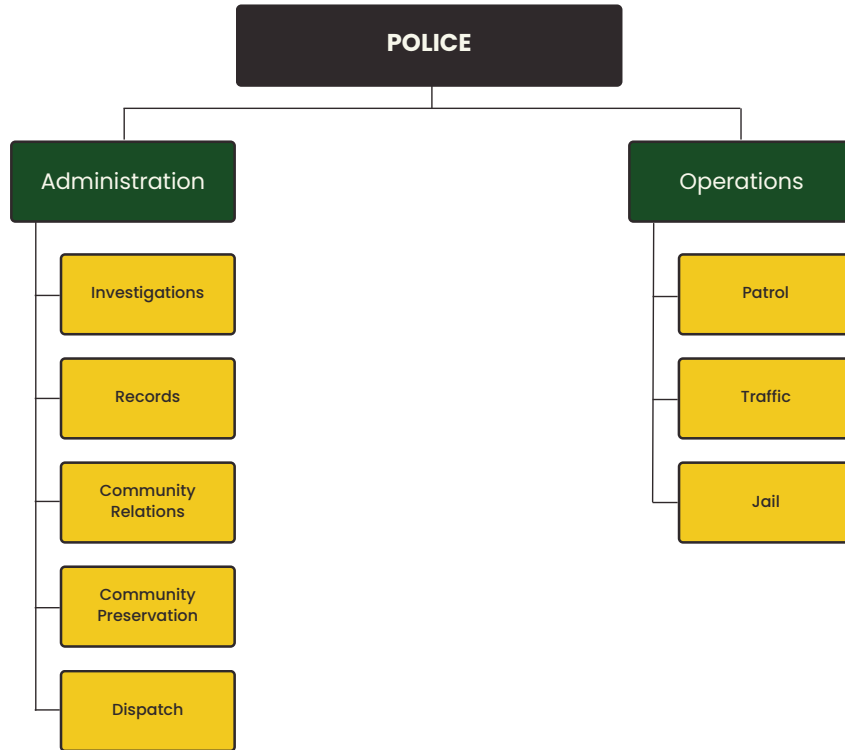 POLICE
Administration
Operations
Investigations
Records
Community
Relations
Community
Preservation
Dispatch
Patrol
Traffic
Jail